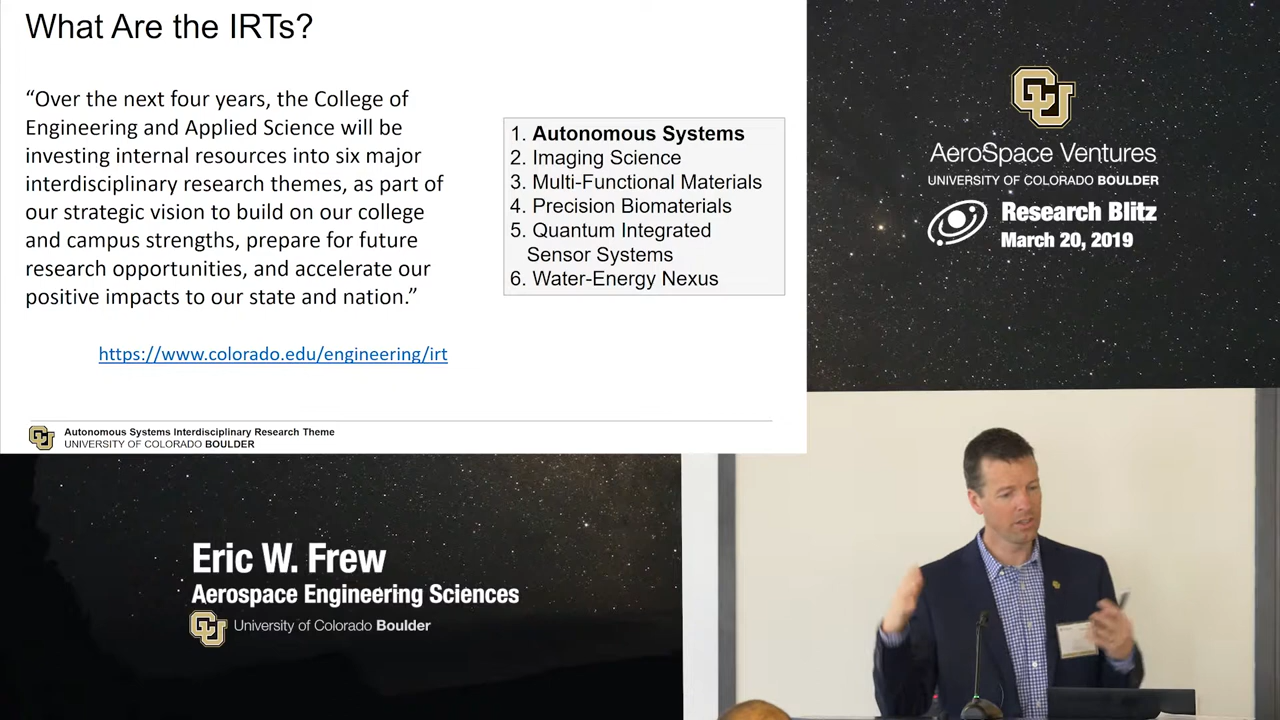 What Are the IRTs?
“Over the next four years, the College of
Engineering and Applied Science will be
investing internal resources into six major
interdisciplinary research themes, as part of
our strategic vision to build on our college
and campus strengths, prepare for future
research opportunities, and accelerate our
positive impacts to our state and nation.”
https://www.colorado.edu/engineering/irt
1. Autonomous Systems
2. Imaging Science
3. Multi-Functional Materials
4. Precision Biomaterials
5. Quantum Integrated
Sensor Systems
6. Water-Energy Nexus
Autonomous Systems Interdisciplinary Research Theme
UNIVERSITY OF COLORADO BOULDER
CU
AeroSpace Ventures
UNIVERSITY OF COLORADO BOULDER
Research Blitz
March 20, 2019
Eric W. Frew
Aerospace Engineering Sciences
CU University of Colorado Boulder